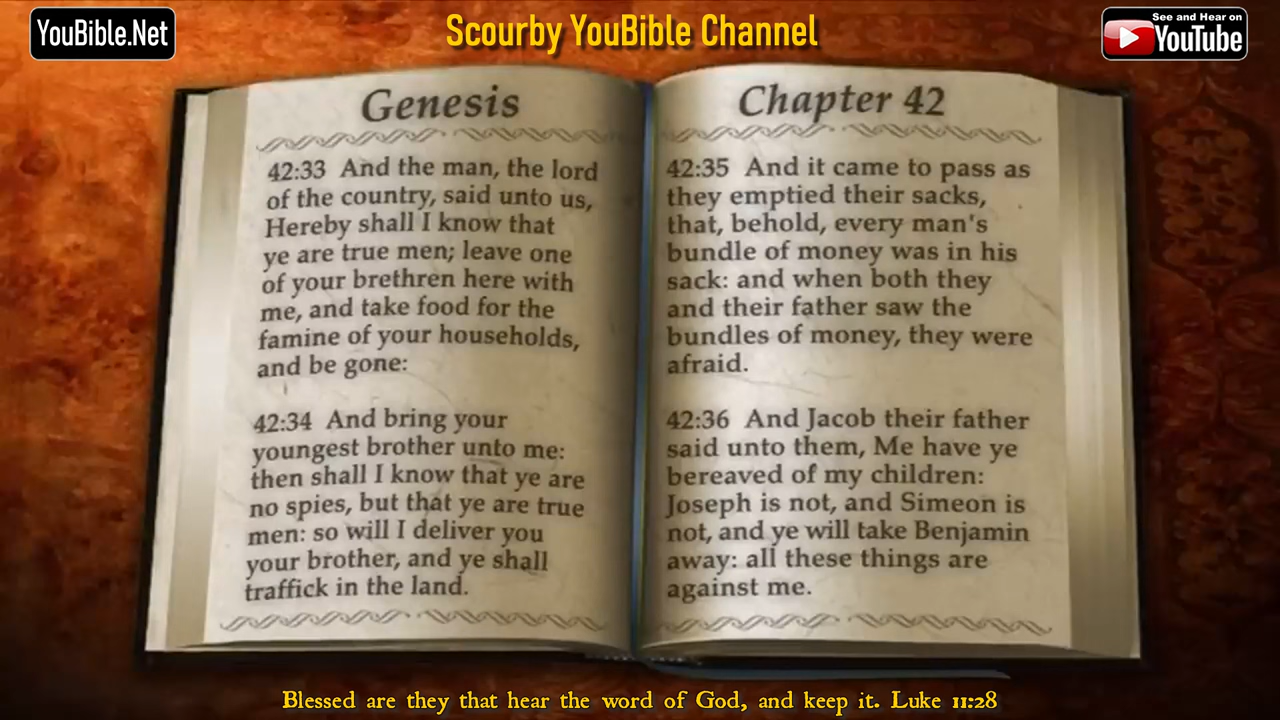 YouBible.Net
Scourby YouBible Channel
See and Hear on
YouTube
Genesis
42:33 And the man, the lord
of the country, said unto us,
Hereby shall I know that
ye are true men; leave one
of your brethren here with
me, and take food for the
famine of your households,
and be gone:
42:34 And bring your
youngest brother unto me:
then shall I know that ye are
no spies, but that ye are true
men: so will I deliver you
your brother, and ye shall
traffick in the land.
Chapter 42
42:35 And it came to pass as
they emptied their sacks,
that, behold, every man's
bundle of money was in his
sack: and when both they
and their father saw the
bundles of money, they were
afraid.
42:36 And Jacob their father
said unto them, Me have ye
bereaved of my children:
Joseph is not, and Simeon is
not, and ye will take Benjamin
away: all these things are
against me.
Blessed are they that hear the word of God, and keep it. Luke 11:28